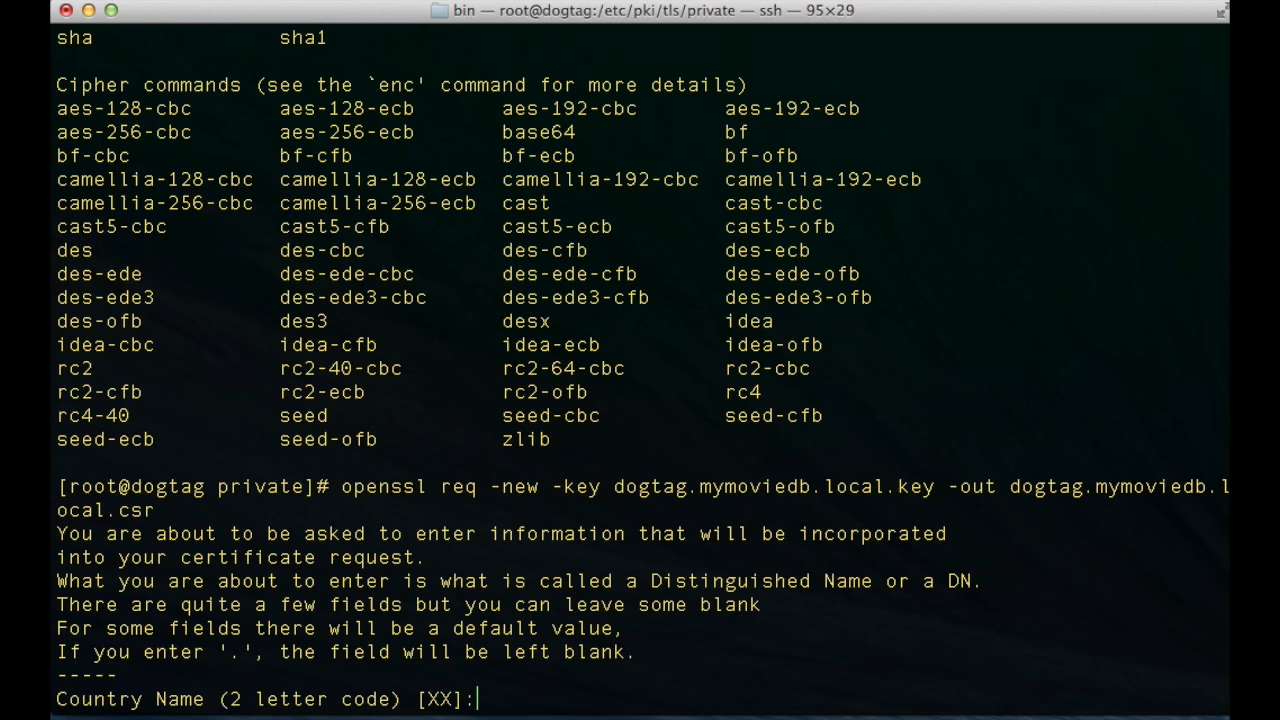 bin — root@dogtag:/etc/pki/tls/private — ssh — 95×29
sha sha1
Cipher commands (see the `enc' command for more details)
aes-128-cbc aes-128-ecb aes-192-cbc aes-192-ecb
aes-256-cbc aes-256-ecb base64 bf
bf-cbc bf-cfb bf-ecb bf-ofb
camellia-128-cbc camellia-128-ecb camellia-192-cbc camellia-192-ecb
camellia-256-cbc camellia-256-ecb cast cast-cbc
cast5-cbc cast5-cfb cast5-ecb cast5-ofb
des des-cbc des-cfb des-ecb
des-ede des-ede-cbc des-ede-cfb des-ede-ofb
des-ede3 des-ede3-cbc des-ede3-cfb des-ede3-ofb
des-ofb des3 desx idea
idea-cbc idea-cfb idea-ecb idea-ofb
rc2 rc2-40-cbc rc2-64-cbc rc2-cbc
rc2-cfb rc2-ecb rc2-ofb rc4
rc4-40 seed seed-cbc seed-cfb
seed-ecb seed-ofb zlib
[root@dogtag private]# openssl req -new -key dogtag.mymoviedb.local.key -out dogtag.mymoviedb.l
ocal.csr
You are about to be asked to enter information that will be incorporated
into your certificate request.
What you are about to enter is what is called a Distinguished Name or a DN.
There are quite a few fields but you can leave some blank
For some fields there will be a default value,
If you enter '.', the field will be left blank.
-----
Country Name (2 letter code) [XX]: